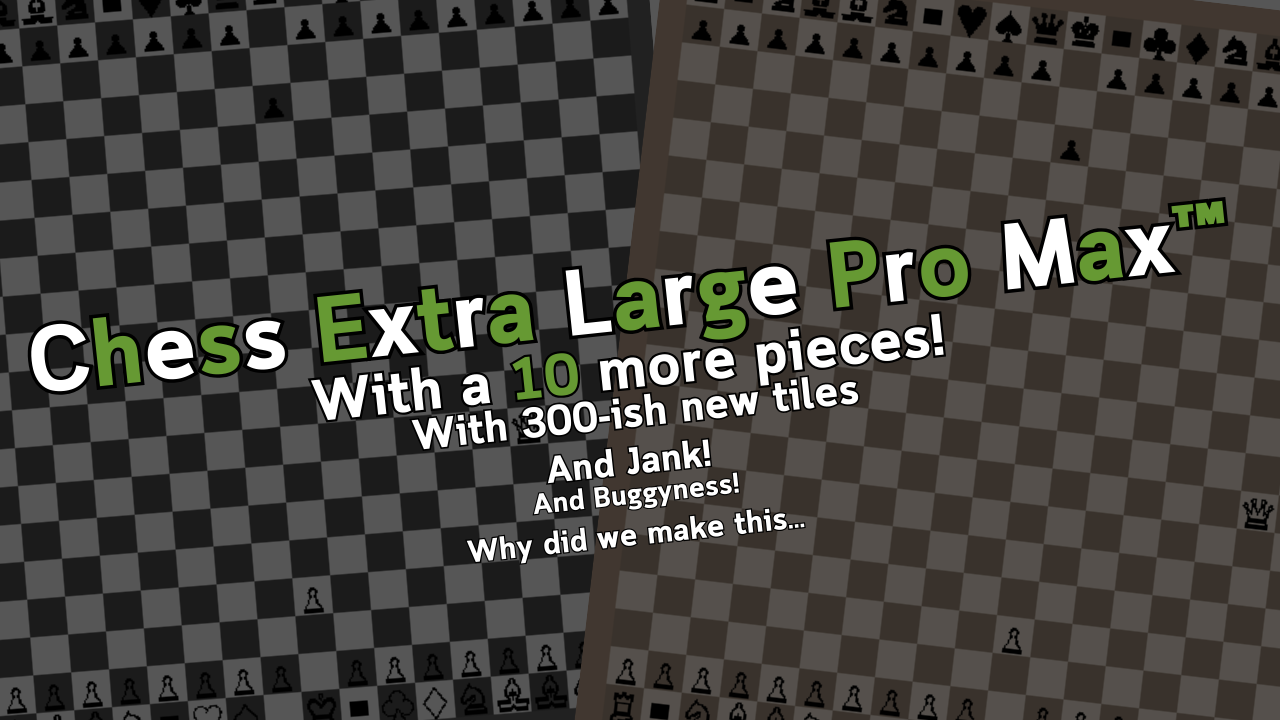 Chess Extra Large Pro Max™
With a 10 more pieces!
With 300-ish new tiles
And Jank!
And Buggyness!
Why did we make this...